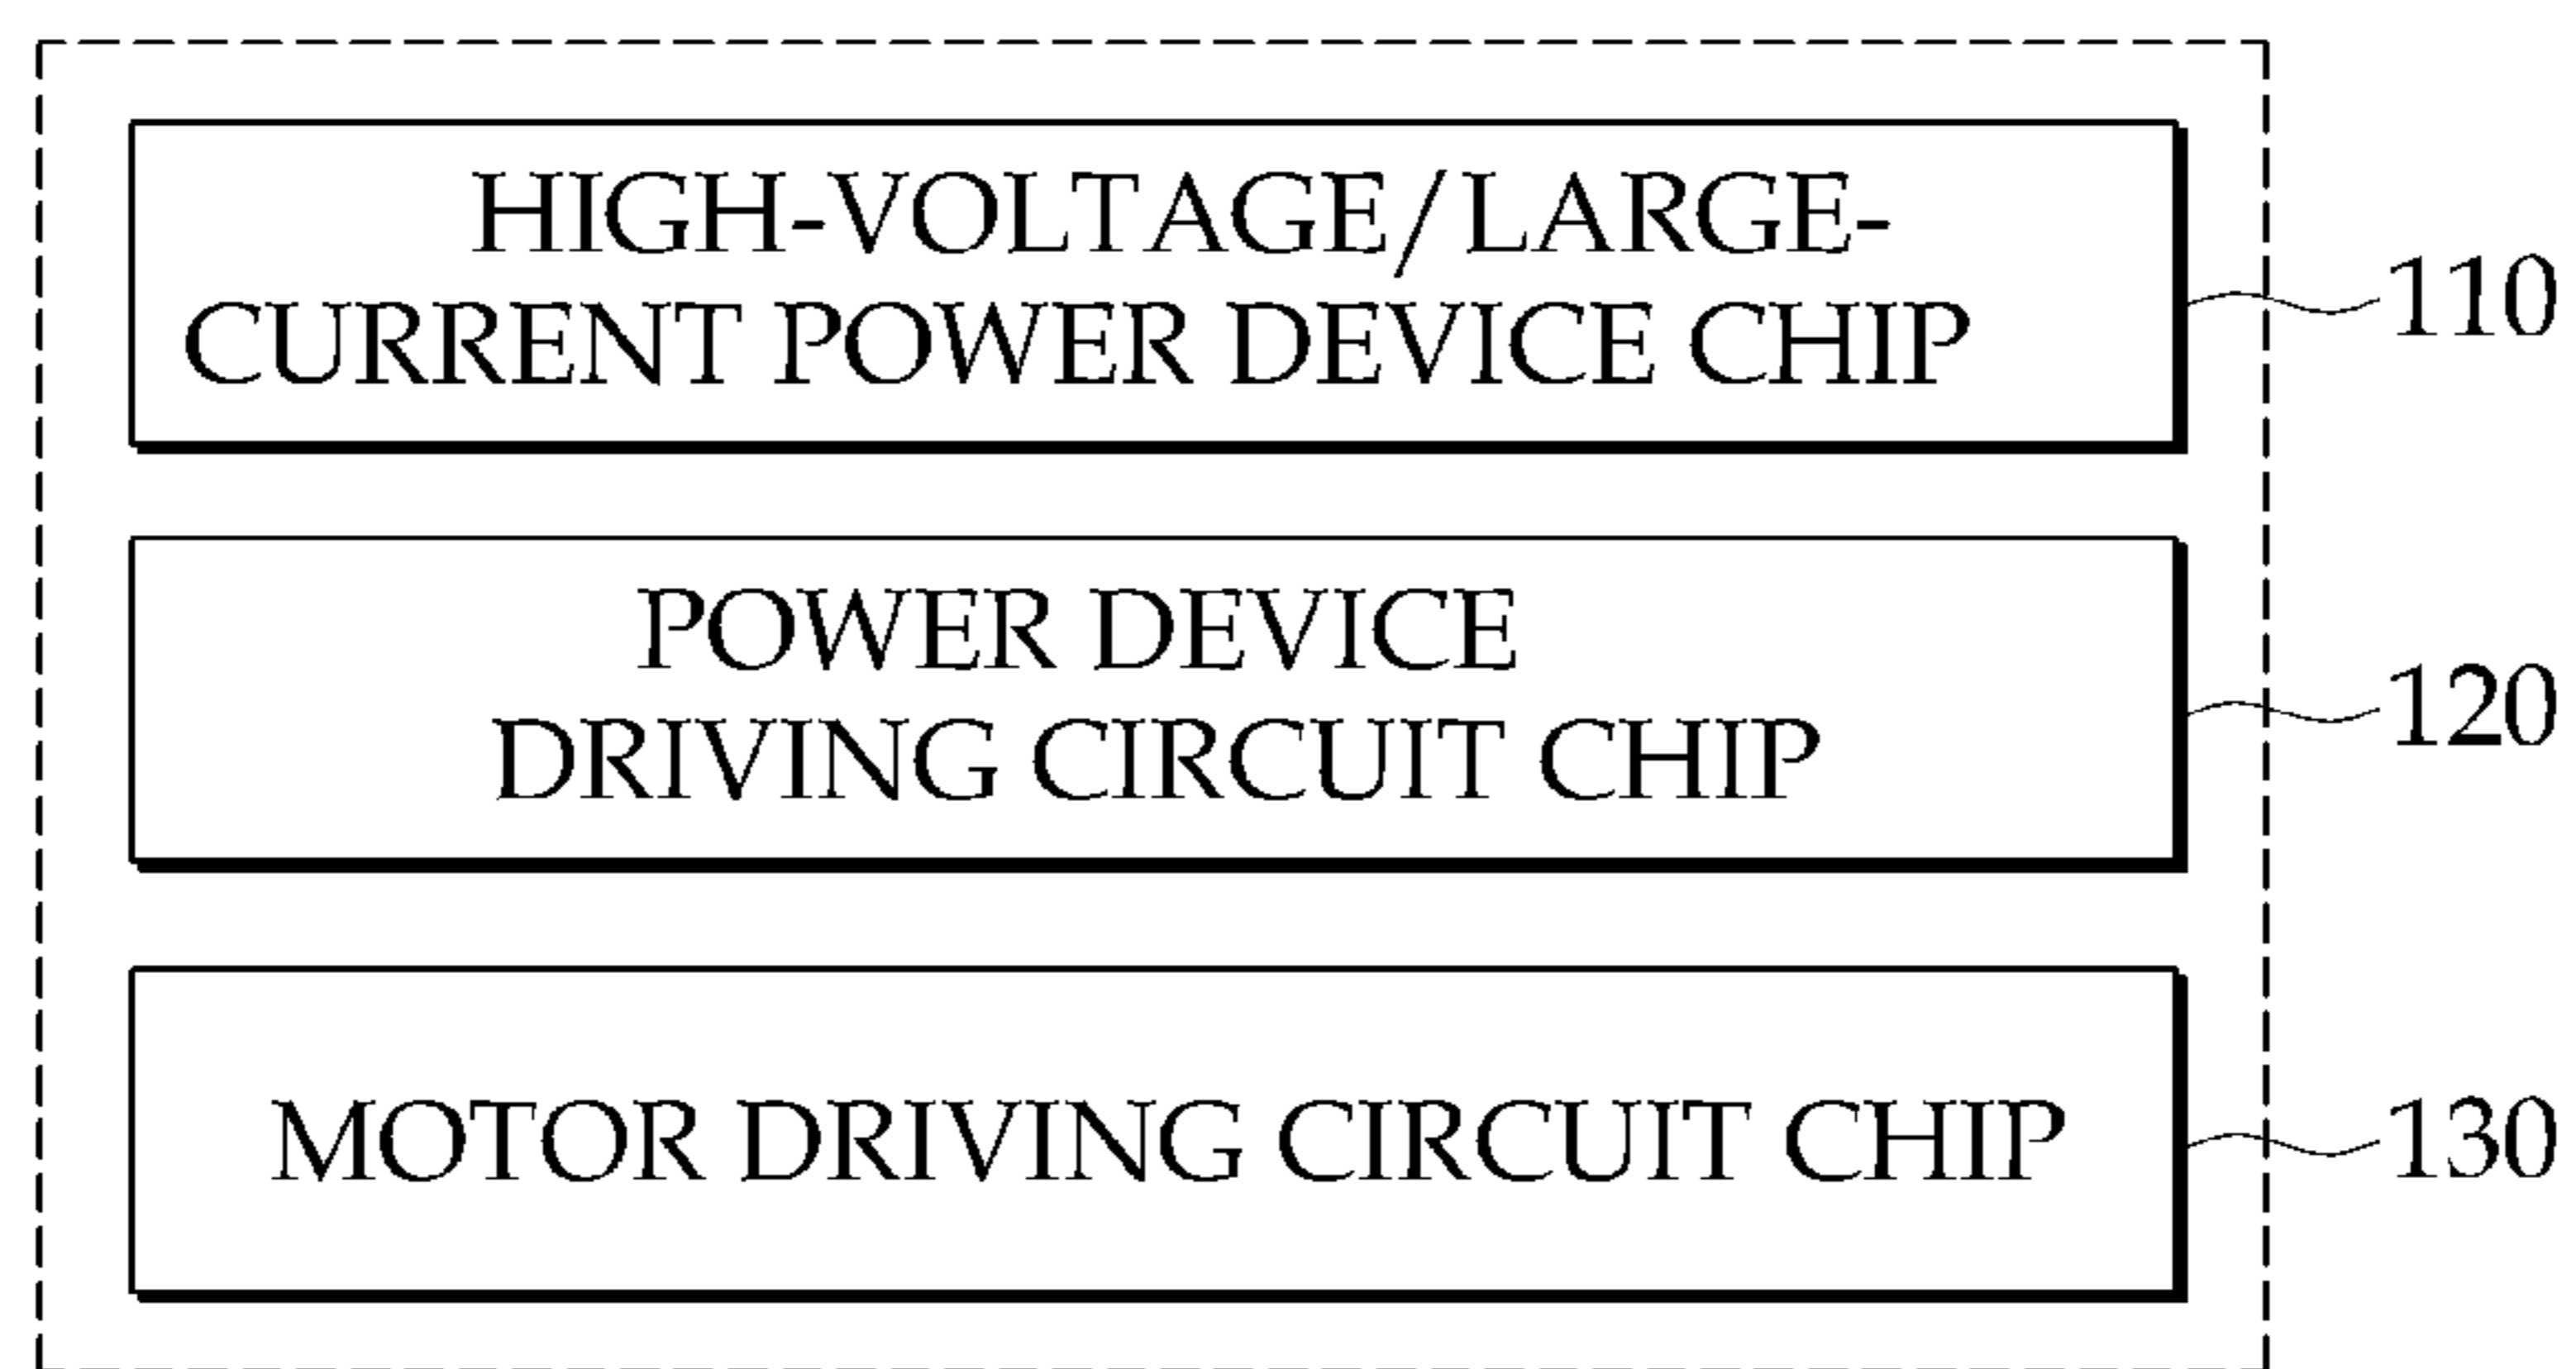 HIGH-VOLTAGE/LARGE-
CURRENT POWER DEVICE CHIP
110
POWER DEVICE
DRIVING CIRCUIT CHIP
120
MOTOR DRIVING CIRCUIT CHIP
130